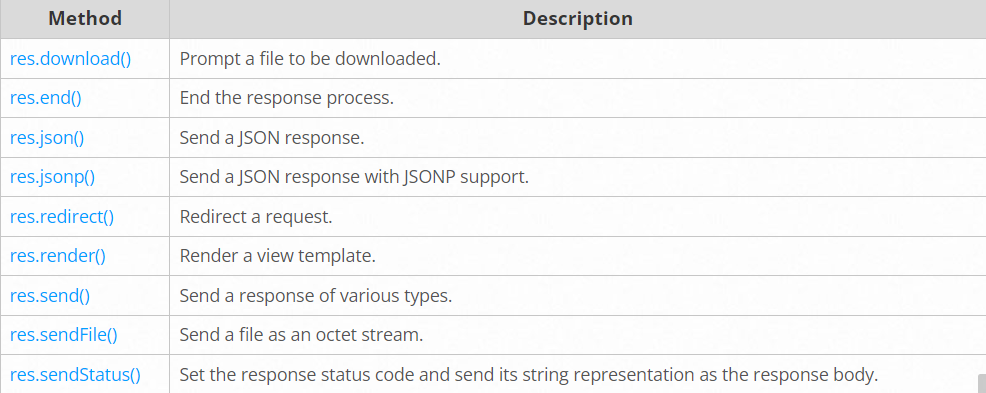 Method Description
res.download() Prompt a file to be downloaded.
res.end() End the response process.
res.json() Send a JSON response.
res.jsonp() Send a JSON response with JSONP support.
res.redirect() Redirect a request.
res.render() Render a view template.
res.send() Send a response of various types.
res.sendFile() Send a file as an octet stream.
res.sendStatus() Set the response status code and send its string representation as the response body.